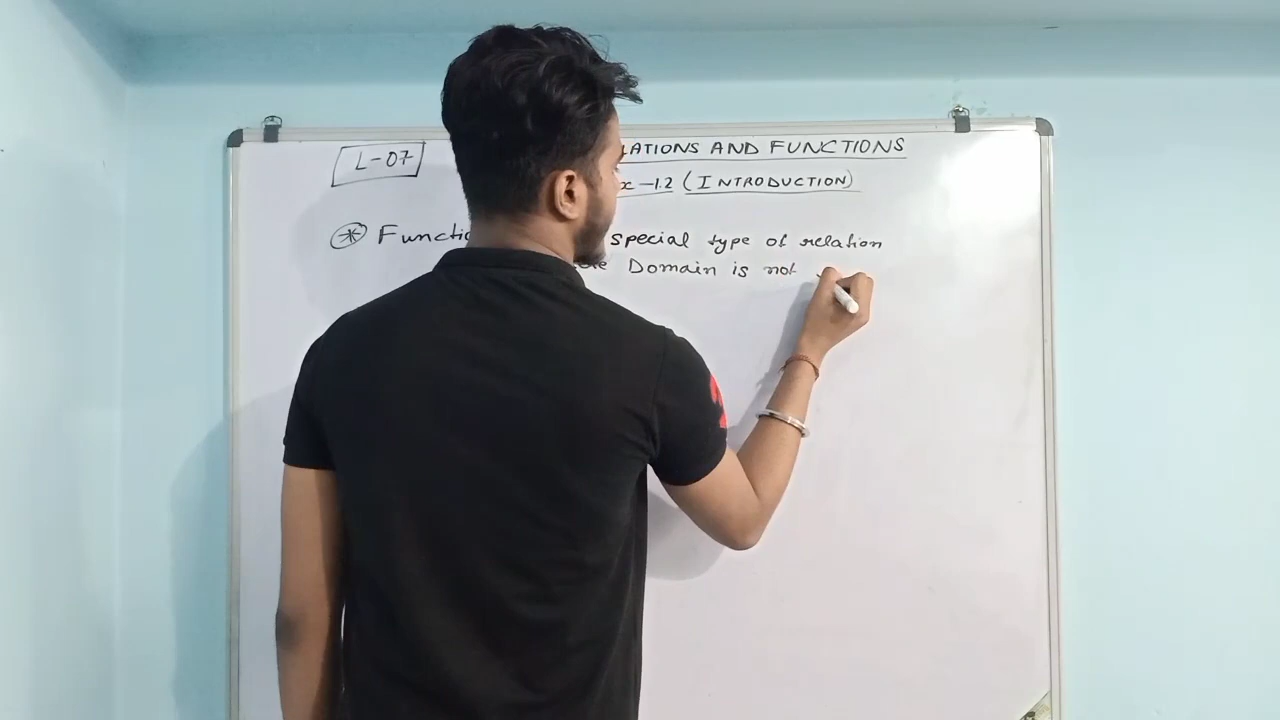 L-07
LATIONS AND FUNCTIONS
x-1.2 (INTRODUCTION)
Functi special type of relation
Domain is not